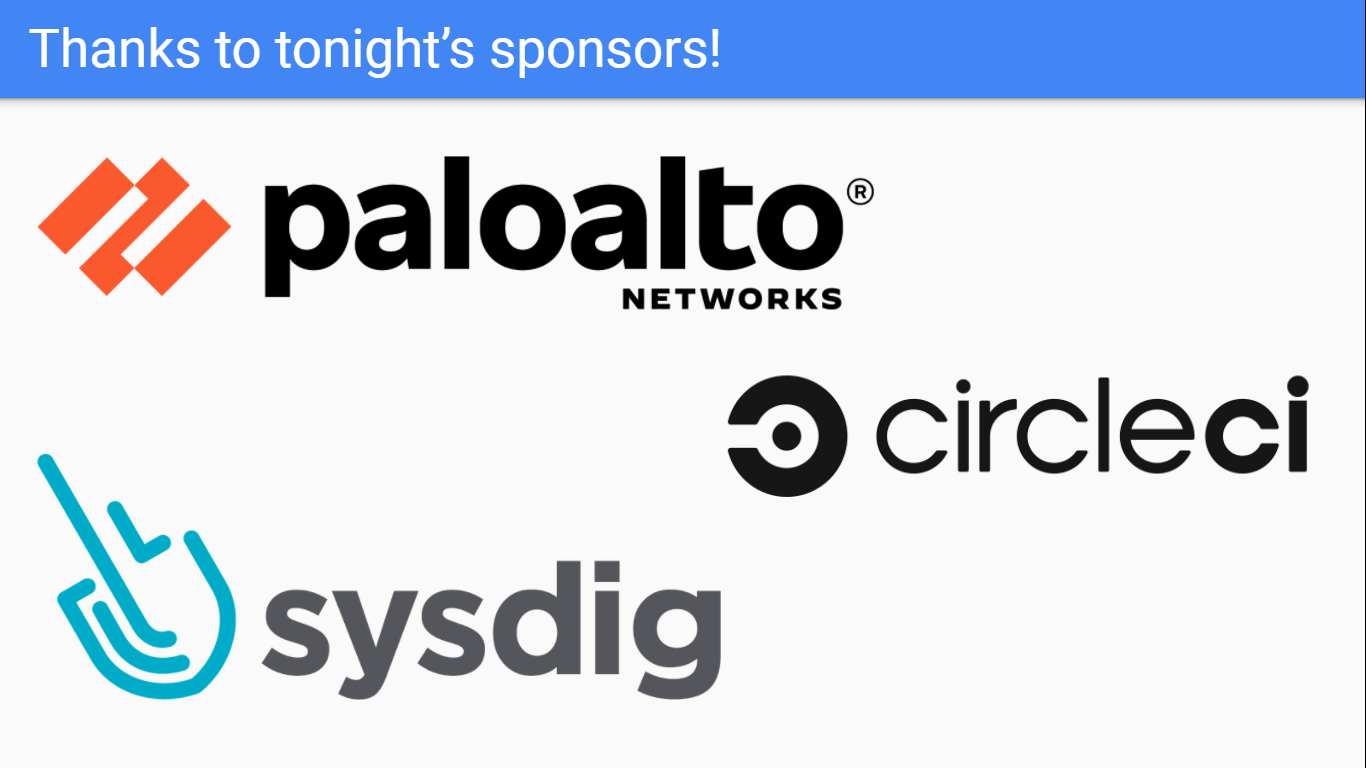 Thanks to tonight’s sponsors!
paloalto®
NETWORKS
circleci
sysdig